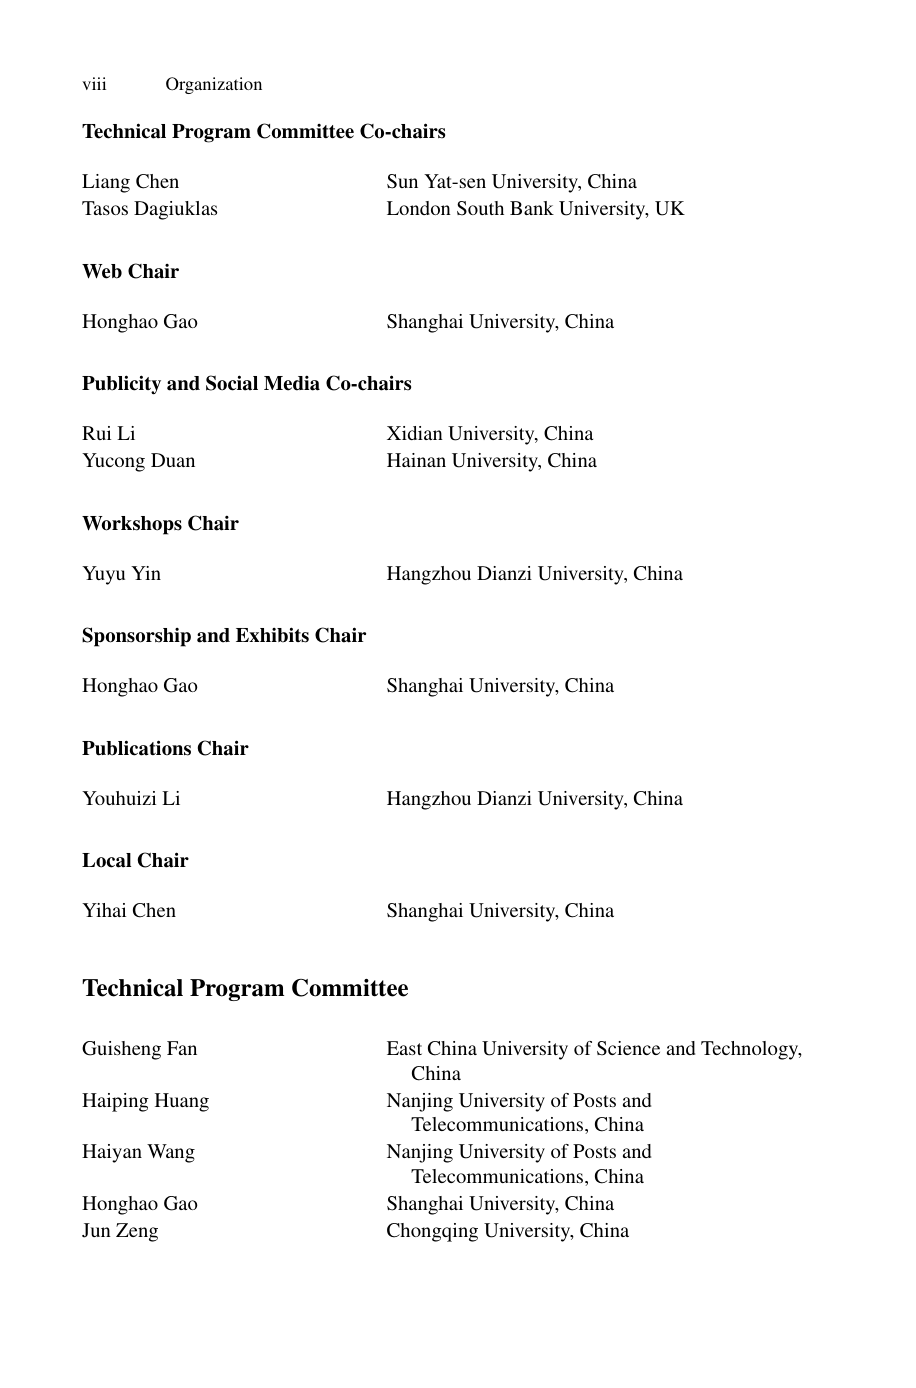 viii Organization
Technical Program Committee Co-chairs
Liang Chen Sun Yat-sen University, China
Tasos Dagiuklas London South Bank University, UK
Web Chair
Honghao Gao Shanghai University, China
Publicity and Social Media Co-chairs
Rui Li Xidian University, China
Yucong Duan Hainan University, China
Workshops Chair
Yuyu Yin Hangzhou Dianzi University, China
Sponsorship and Exhibits Chair
Honghao Gao Shanghai University, China
Publications Chair
Youhuizi Li Hangzhou Dianzi University, China
Local Chair
Yihai Chen Shanghai University, China
Technical Program Committee
Guisheng Fan East China University of Science and Technology,
China
Haiping Huang Nanjing University of Posts and
Telecommunications, China
Haiyan Wang Nanjing University of Posts and
Telecommunications, China
Honghao Gao Shanghai University, China
Jun Zeng Chongqing University, China